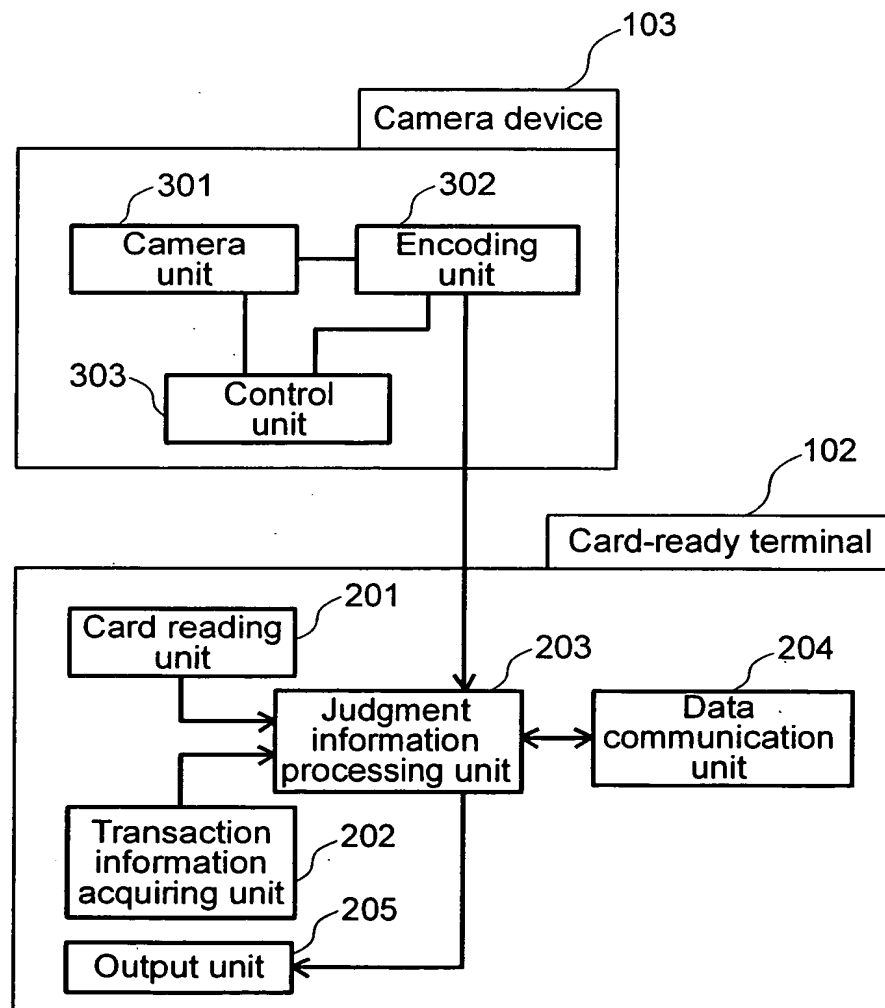 103
Camera device
301
302
Camera
unit
Encoding
unit
303
Control
unit
102
Card-ready terminal
201
Card reading
unit
203
204
Judgment
information
processing unit
Data
communication
unit
Transaction
information
acquiring unit
202
205
Output unit